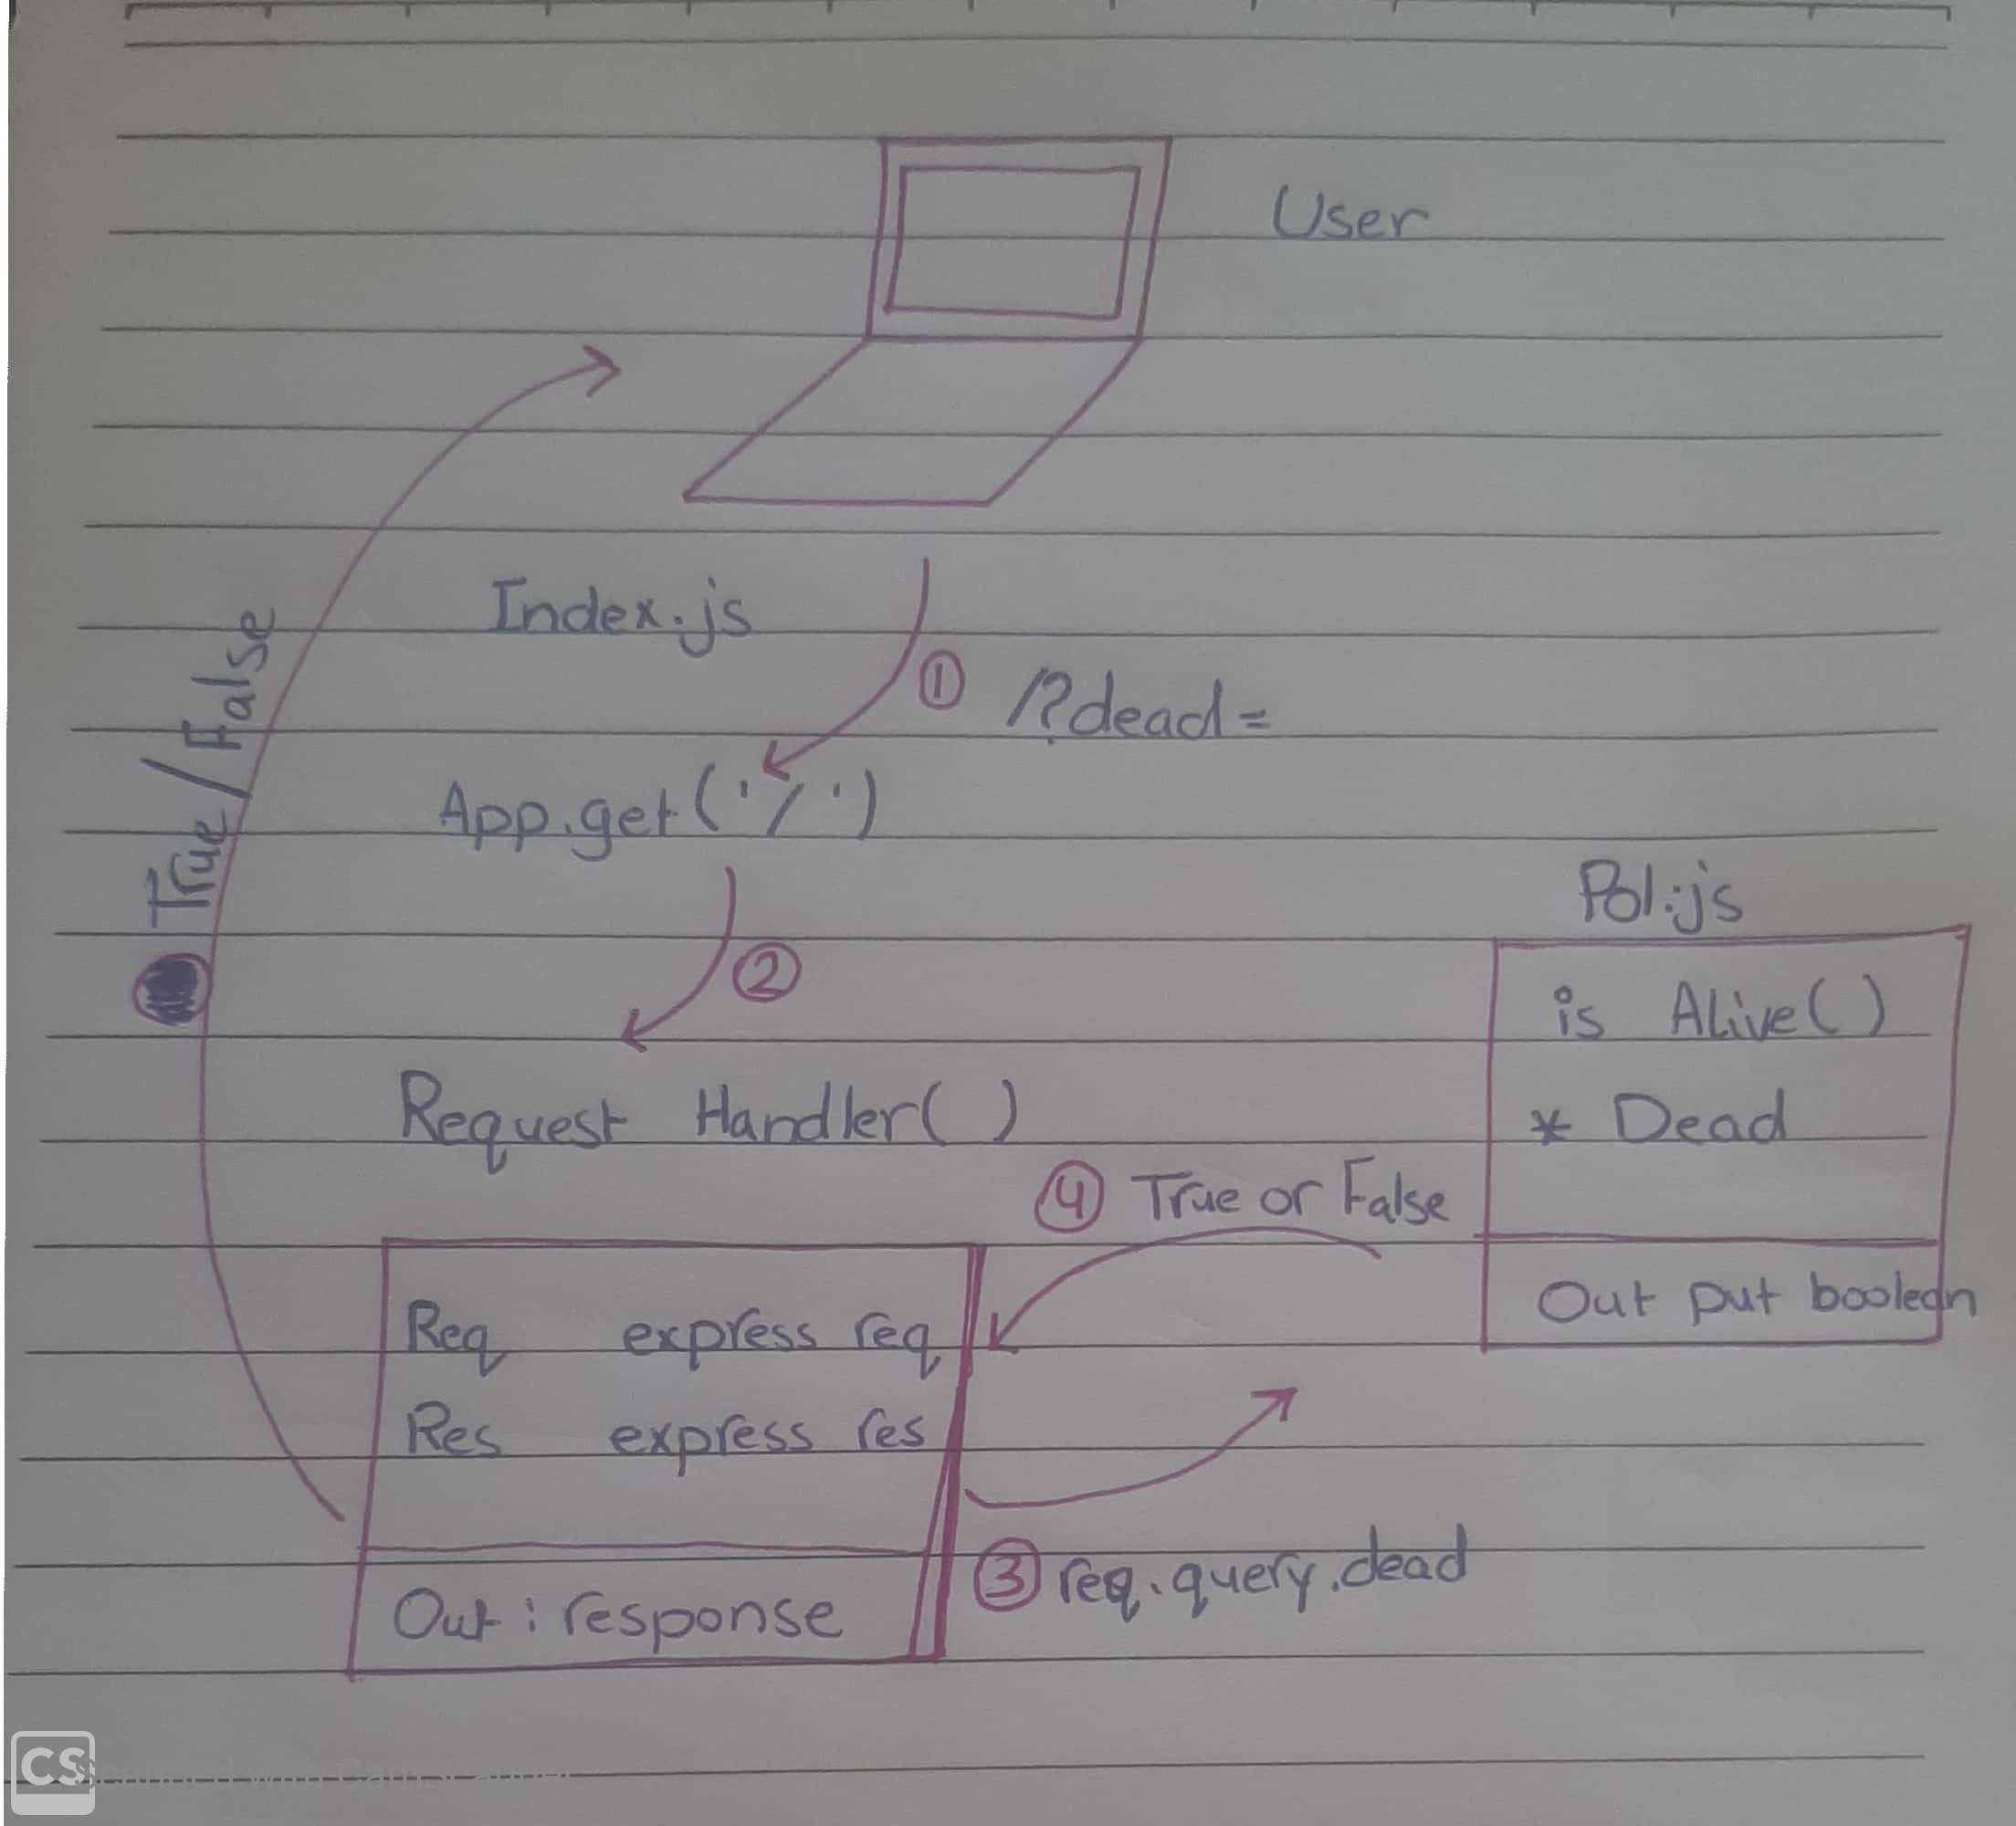 User
Index.js
① /?dead=
App.get('/')
②
Request Handler()
True / False
Pol.js
is Alive()
* Dead
Out put boolean
④ True or False
Req express req
Res express res
Out : response
③ req.query.dead
CS